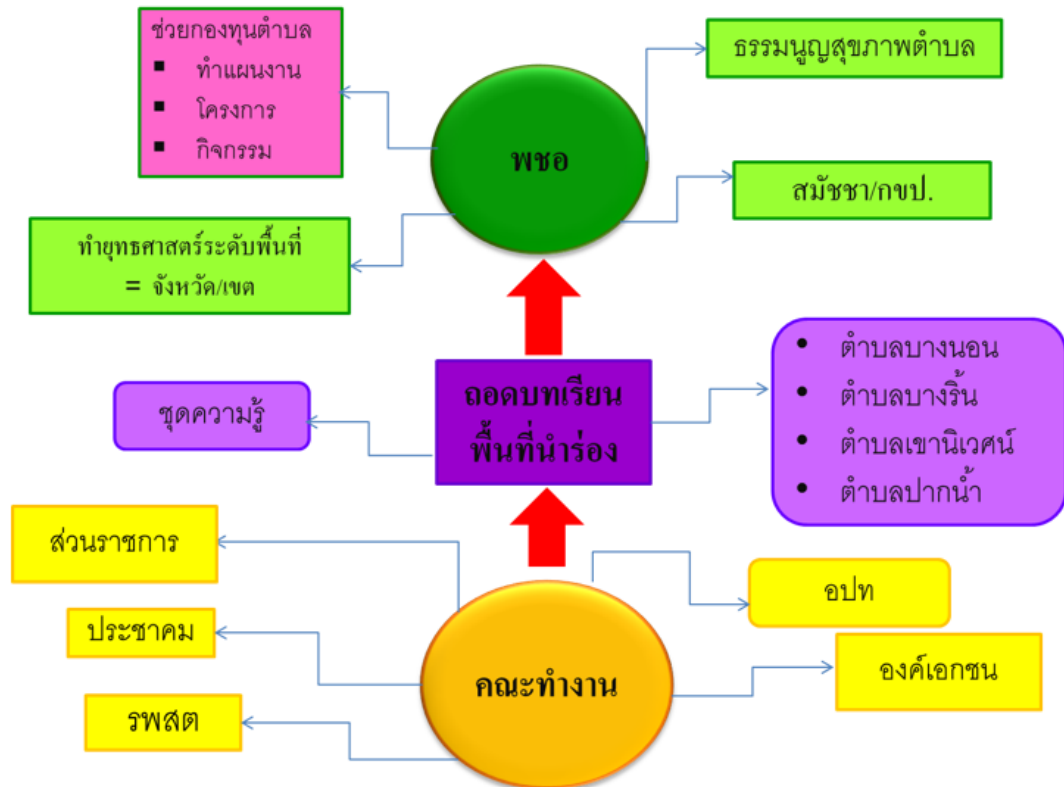 ช่วยกองทุนตำบล
▪ ทำแผนงาน
▪ โครงการ
▪ กิจกรรม
ธรรมนูญสุขภาพตำบล
พชอ
สมัชชา/กขป.
ทำยุทธศาสตร์ระดับพื้นที่
= จังหวัด/เขต
ชุดความรู้
ถอดบทเรียน
พื้นที่นำร่อง
• ตำบลบางนอน
• ตำบลบางริ้น
• ตำบลเขานิเวศน์
• ตำบลปากน้ำ
ส่วนราชการ
ประชาคม
รพสต
คณะทำงาน
อปท
องค์เอกชน